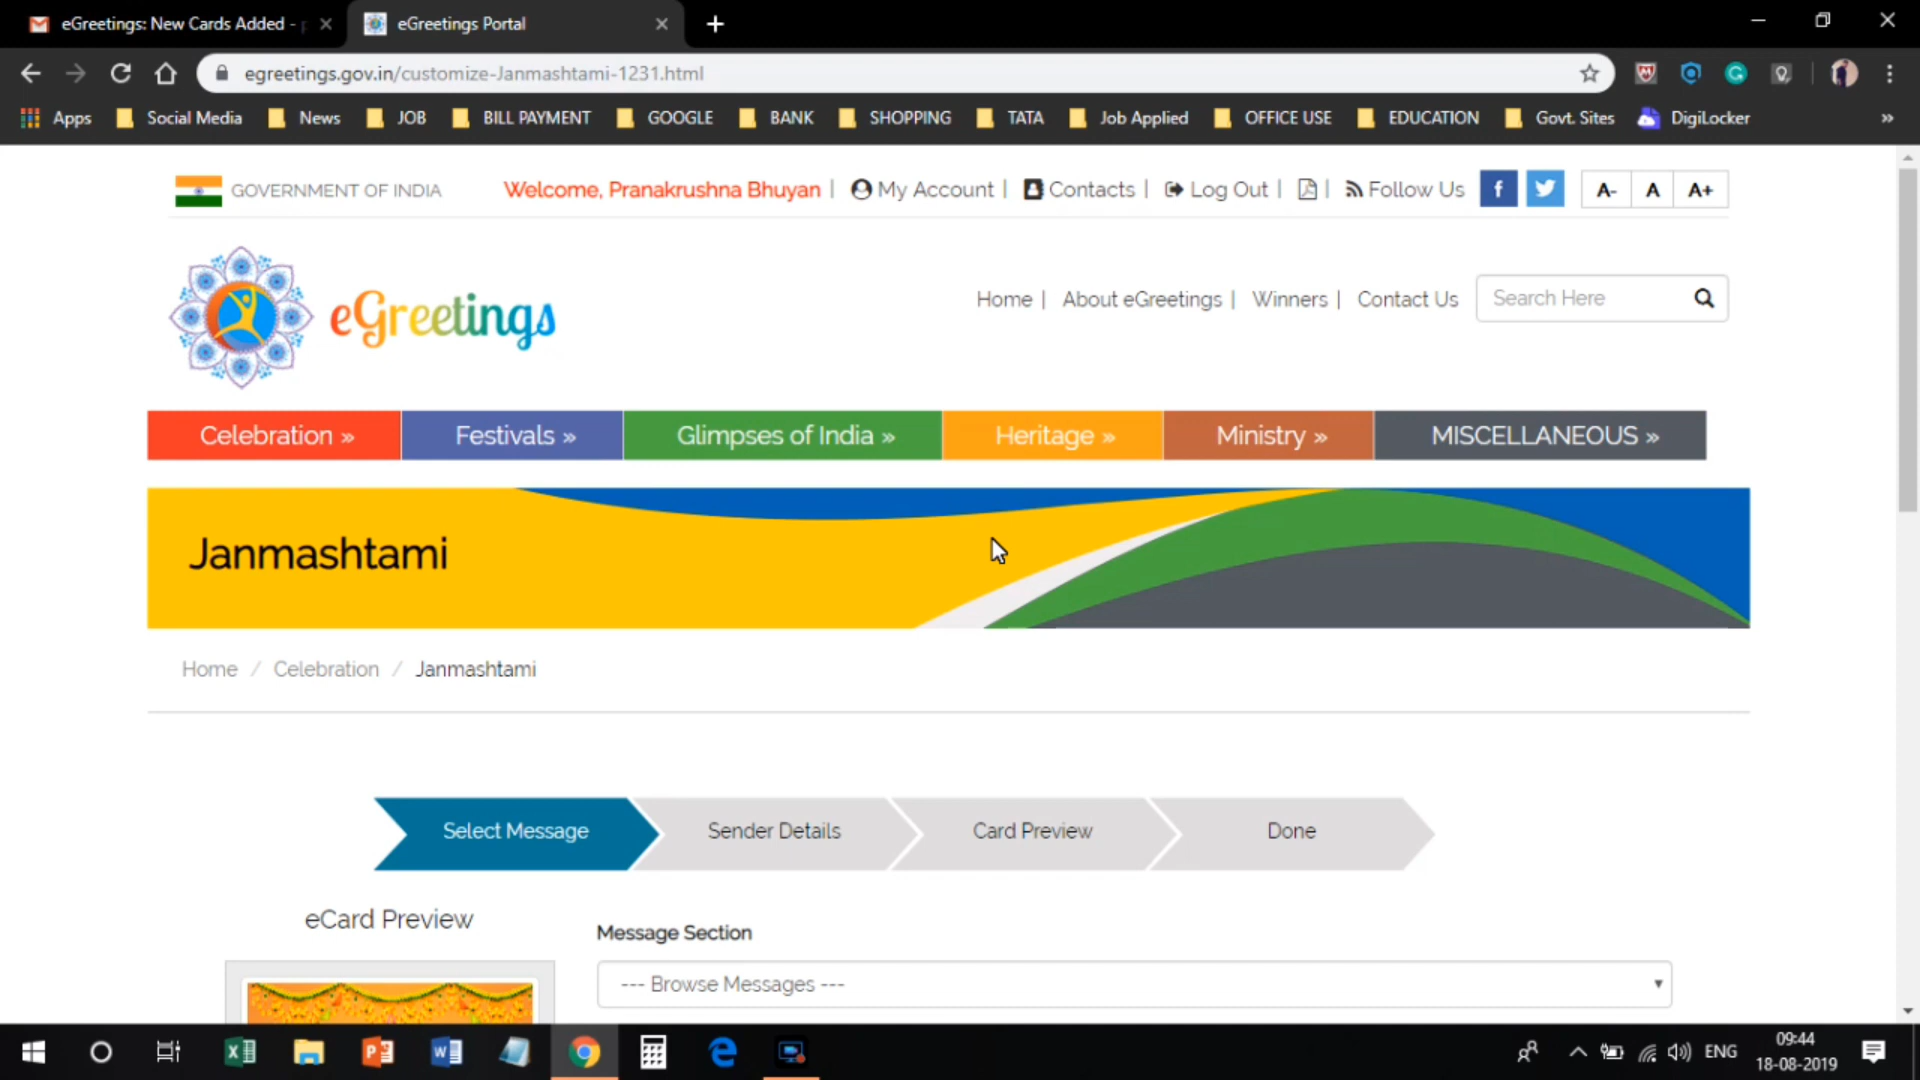 eGreetings: New Cards Added -
eGreetings Portal
egreetings.gov.in/customize-Janmashtami-1231.html
Apps
Social Media
News
JOB
BILL PAYMENT
GOOGLE
BANK
SHOPPING
TATA
Job Applied
OFFICE USE
EDUCATION
Govt. Sites
DigiLocker
»
GOVERNMENT OF INDIA
Welcome, Pranakrushna Bhuyan |
My Account |
Contacts |
Log Out |
|
Follow Us
A-
A
A+
eGreetings
Home |
About eGreetings |
Winners |
Contact Us
Search Here
Celebration »
Festivals »
Glimpses of India »
Heritage »
Ministry »
MISCELLANEOUS »
Janmashtami
Home / Celebration / Janmashtami
Select Message
Sender Details
Card Preview
Done
eCard Preview
Message Section
--- Browse Messages ---
ENG
09:44
18-08-2019